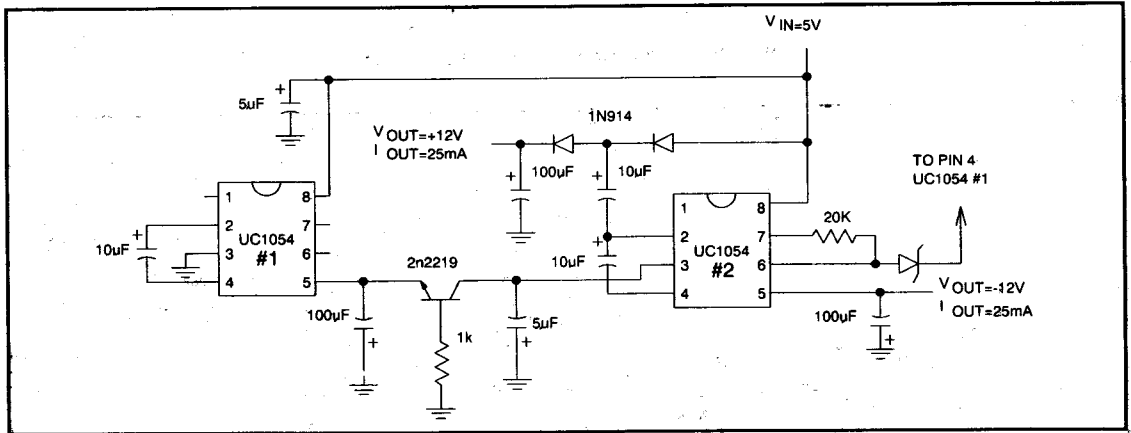 V IN=5V
5µF
+
1N914
V OUT=+12V
I OUT=25mA
100µF
10µF
+
+
TO PIN 4
UC1054 #1
1 8
2 7
3 6
4 5
UC1054
#1
10µF
+
1 8
2 7
3 6
4 5
UC1054
#2
20K
10µF
+
2n2219
100µF
+
1k
5µF
+
V OUT=-12V
I OUT=25mA
100µF
+